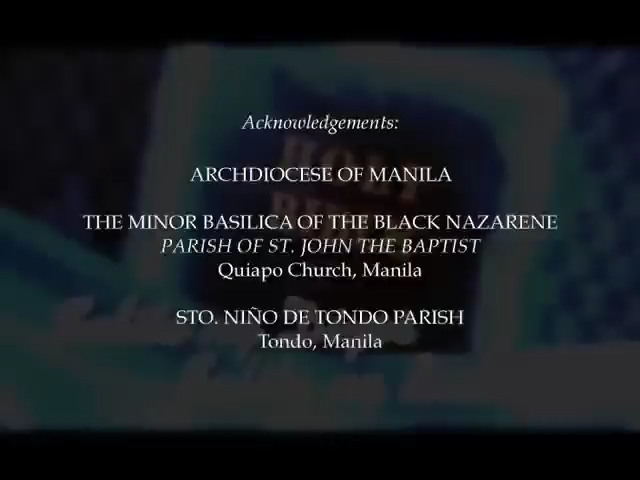 Acknowledgements:
ARCHDIOCESE OF MANILA
THE MINOR BASILICA OF THE BLACK NAZARENE
PARISH OF ST. JOHN THE BAPTIST
Quiapo Church, Manila
STO. NIÑO DE TONDO PARISH
Tondo, Manila
HOLY